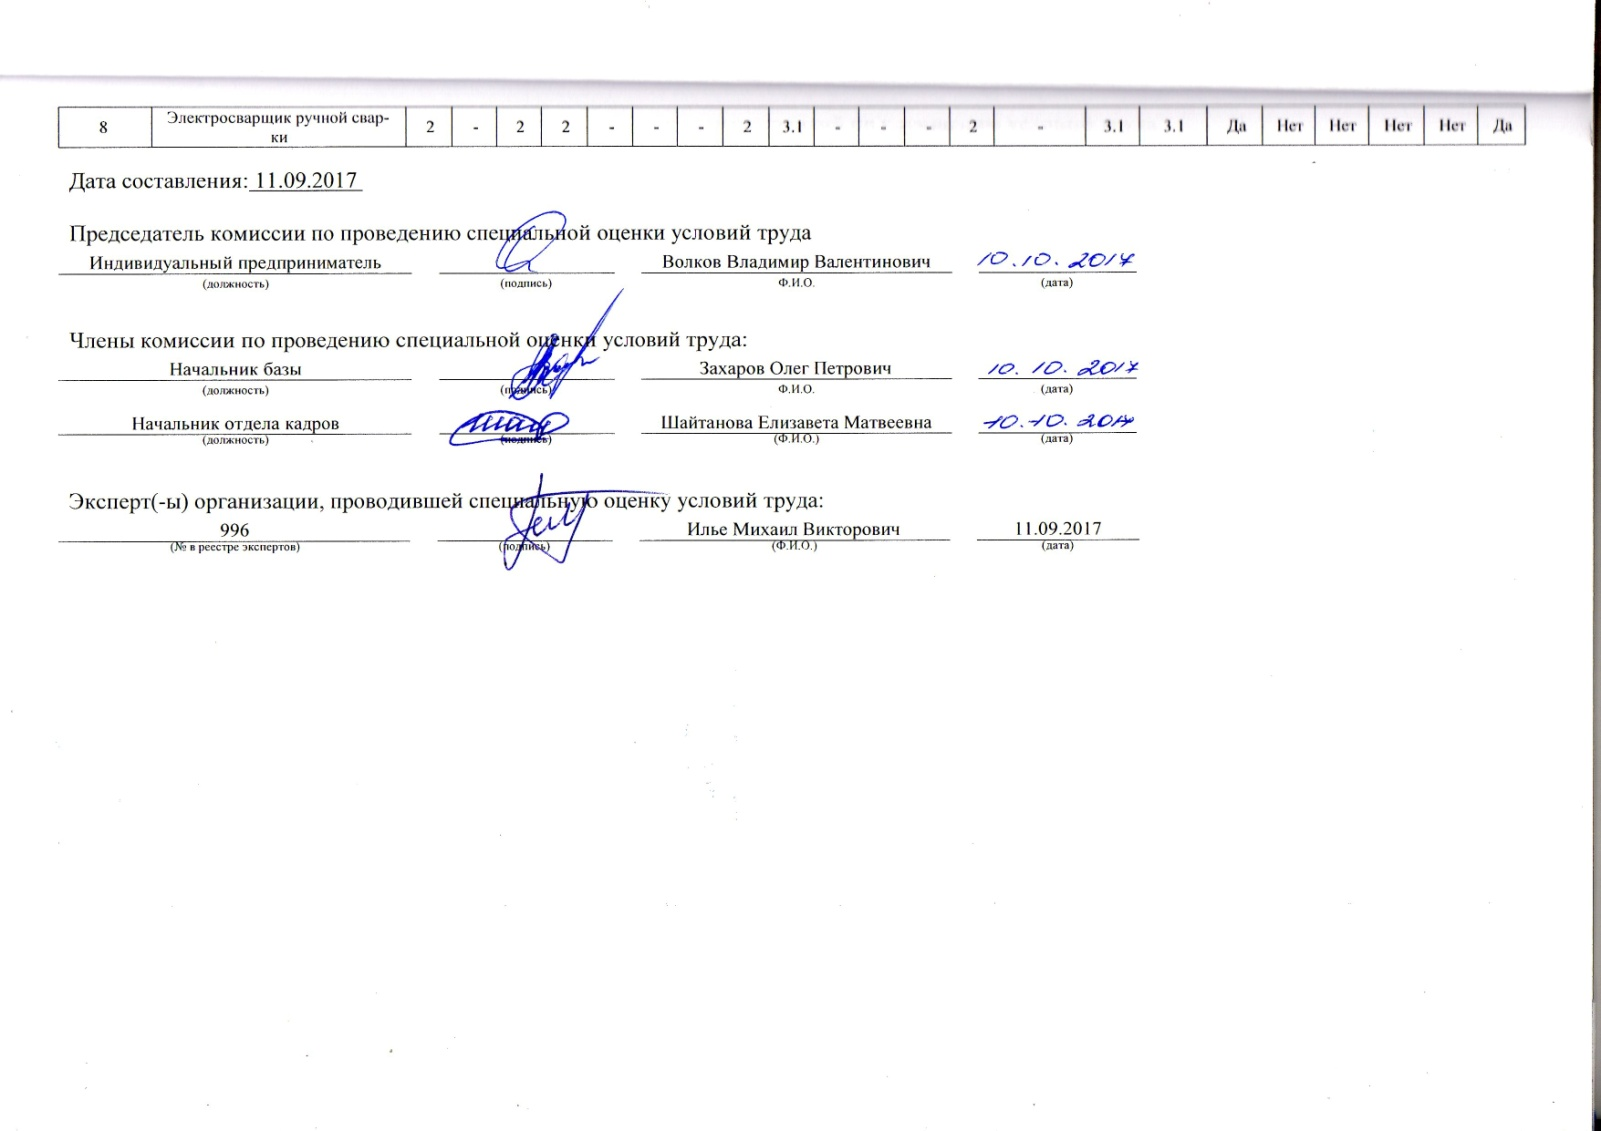 8 Электросварщик ручной свар- 2 - 2 2 - - - 2 3.1 - - - 2 - 3.1 3.1 Да Нет Нет Нет Нет Да
ки
Дата составления: 11.09.2017
Председатель комиссии по проведению специальной оценки условий труда
Индивидуальный предприниматель Волков Владимир Валентинович 10.10.2017
(должность) (подпись) Ф.И.О. (дата)
Члены комиссии по проведению специальной оценки условий труда:
Начальник базы Захаров Олег Петрович 10.10.2017
(должность) (подпись) Ф.И.О. (дата)
Начальник отдела кадров Шайтанова Елизавета Матвеевна 10.10.2017
(должность) (подпись) (Ф.И.О.) (дата)
Эксперт(-ы) организации, проводившей специальную оценку условий труда:
996 Илье Михаил Викторович 11.09.2017
(№ в реестре экспертов) (подпись) (Ф.И.О.) (дата)